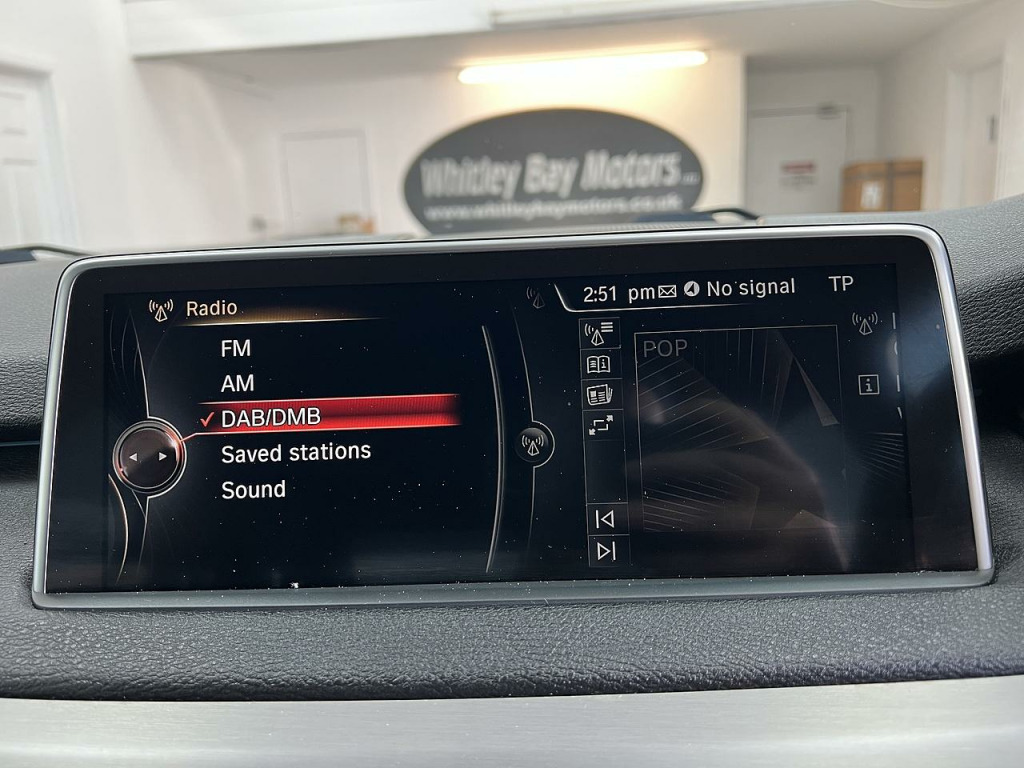 Whitley Bay Motors
www.whitleybaymotors.co.uk
Radio
2:51 pm No signal TP
FM
AM
DAB/DMB
Saved stations
Sound
POP